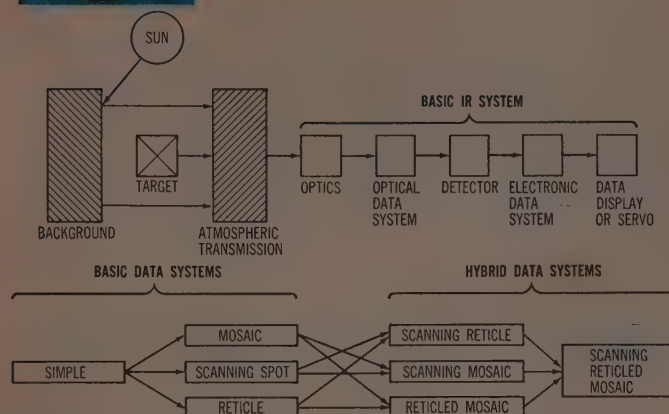 SUN
BASIC IR SYSTEM
TARGET
OPTICS
OPTICAL
DATA
SYSTEM
DETECTOR
ELECTRONIC
DATA
SYSTEM
DATA
DISPLAY
OR SERVO
BACKGROUND
ATMOSPHERIC
TRANSMISSION
BASIC DATA SYSTEMS
HYBRID DATA SYSTEMS
SIMPLE
MOSAIC
SCANNING SPOT
RETICLE
SCANNING RETICLE
SCANNING MOSAIC
RETICLED MOSAIC
SCANNING
RETICLED
MOSAIC